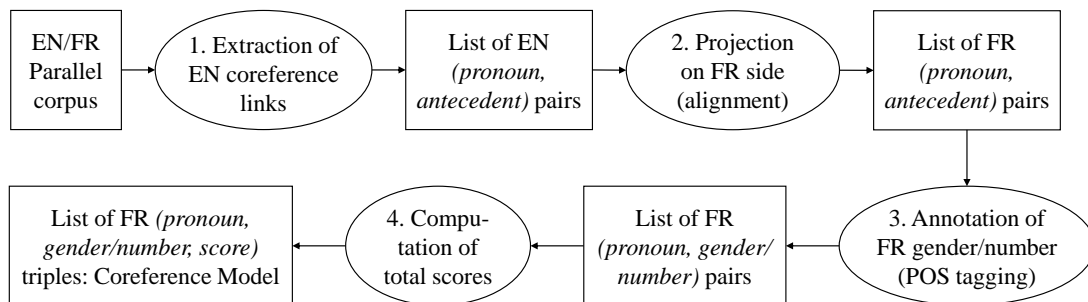 EN/FR
Parallel
corpus
1. Extraction of
EN coreference
links
List of EN
(pronoun,
antecedent) pairs
2. Projection
on FR side
(alignment)
List of FR
(pronoun,
antecedent)
pairs
3. Annotation of
FR gender/number
(POS tagging)
List of FR
(pronoun, gender/
number) pairs
4. Compu-
tation of
total scores
List of FR (pronoun,
gender/number, score)
triples: Coreference Model